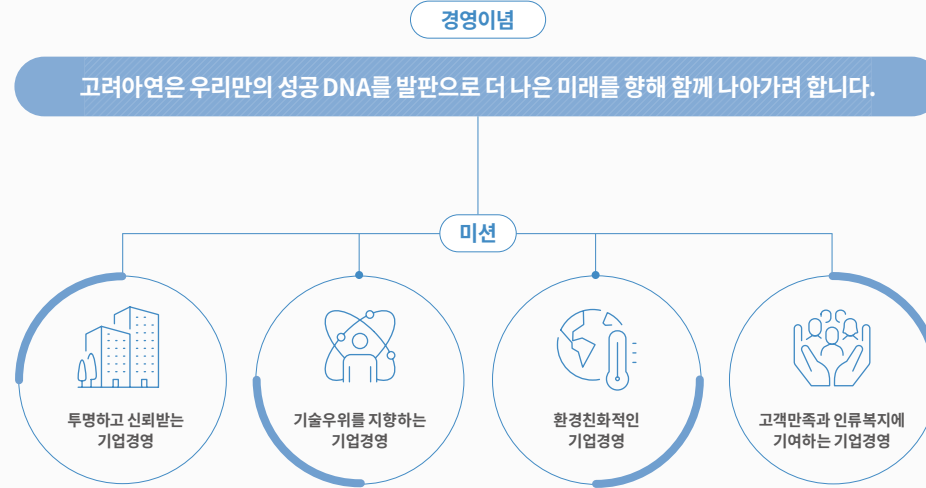 경영이념
고려아연은 우리만의 성공 DNA를 발판으로 더 나은 미래를 향해 함께 나아가려 합니다.
미션
투명하고 신뢰받는
기업경영
기술우위를 지향하는
기업경영
환경친화적인
기업경영
고객만족과 인류복지에
기여하는 기업경영